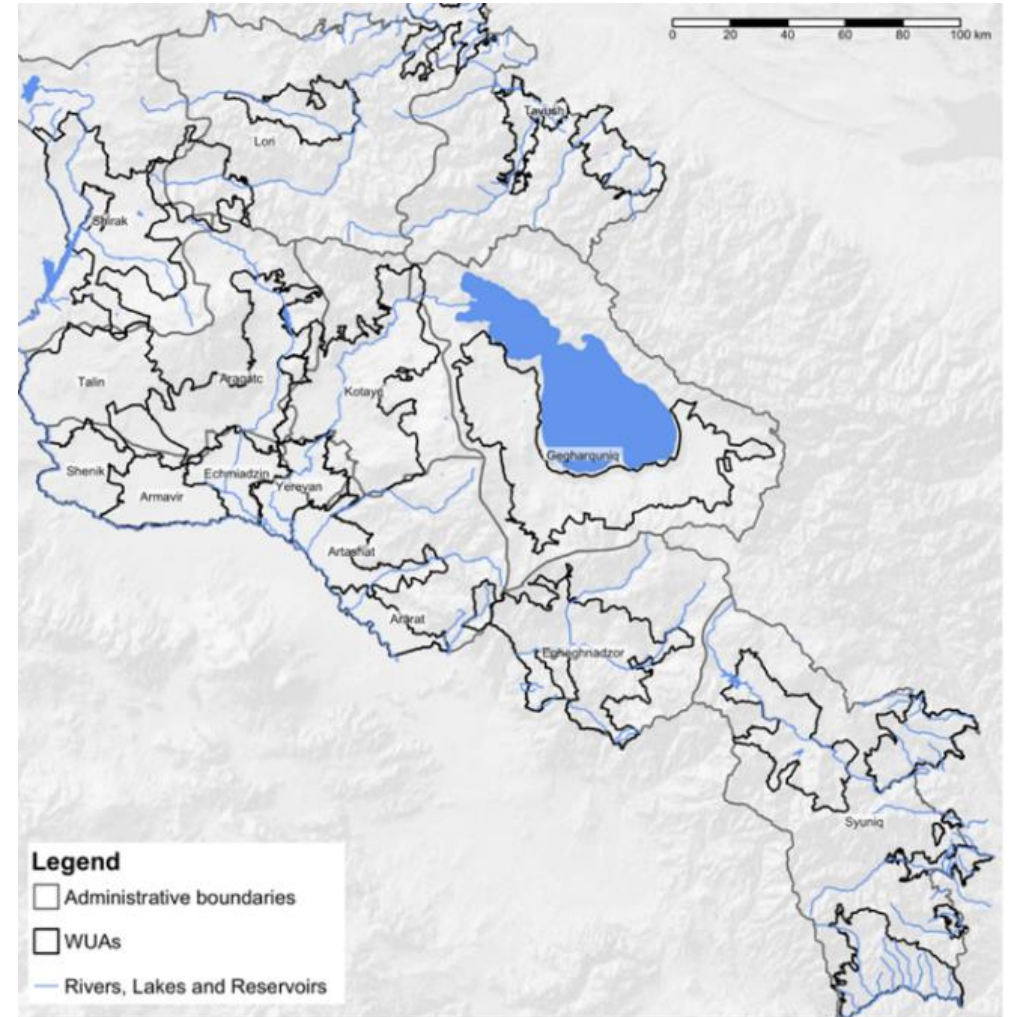 0 20 40 60 80 100 km
Tavush
Lori
Shirak
Talin
Aragatc
Kotayq
Gegharquniq
Shenik
Echmiadzin
Yerevan
Armavir
Artashat
Ararat
Egheghnadzor
Syuniq
Legend
Administrative boundaries
WUAs
Rivers, Lakes and Reservoirs